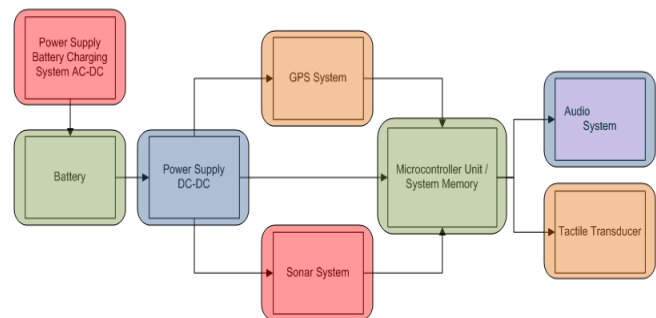 Power Supply
Battery Charging
System AC-DC
GPS System
Audio
System
Battery
Power Supply
DC-DC
Microcontroller Unit /
System Memory
Tactile Transducer
Sonar System